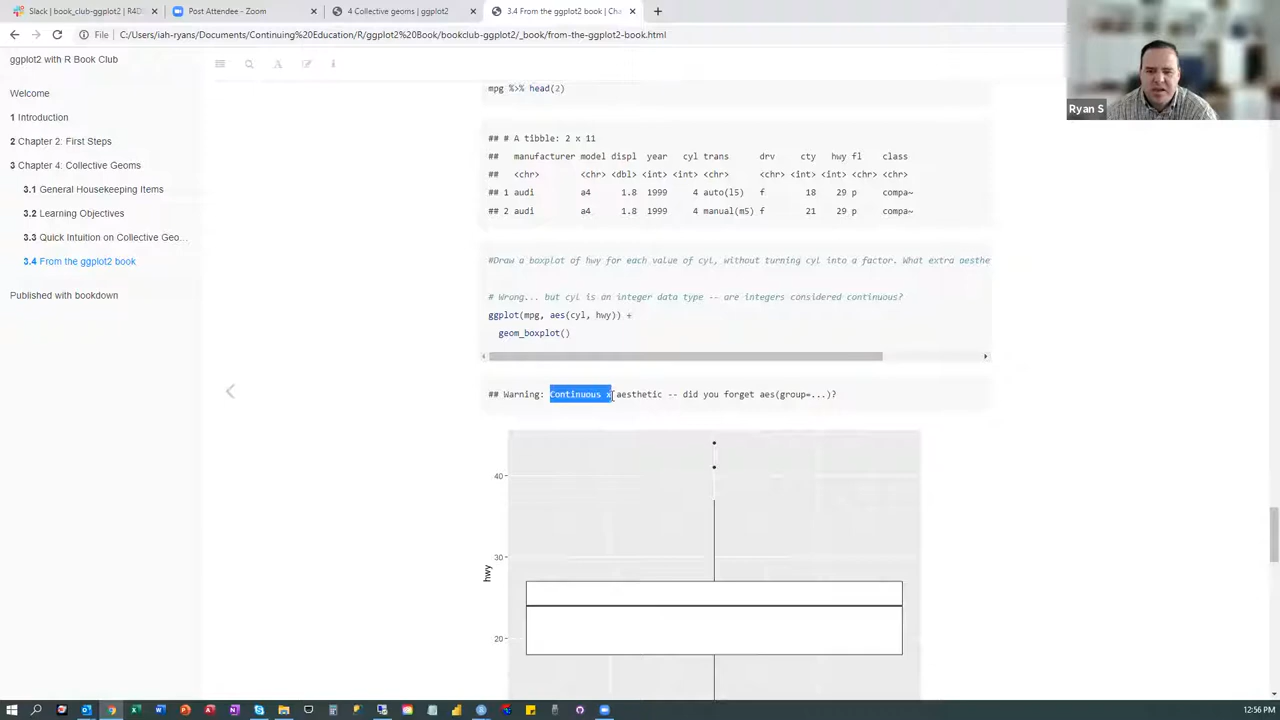 Slack | book_club-ggplot2 | R4D
Post Attendee - Zoom
4 Collective geoms | ggplot2
3.4 From the ggplot2 book | Cha
File
C:/Users/iah-ryans/Documents/Continuing%20Education/R/ggplot2%20Book/bookclub-ggplot2/_book/from-the-ggplot2-book.html
ggplot2 with R Book Club
Welcome
1 Introduction
2 Chapter 2: First Steps
3 Chapter 4: Collective Geoms
3.1 General Housekeeping Items
3.2 Learning Objectives
3.3 Quick Intuition on Collective Geo...
3.4 From the ggplot2 book
Published with bookdown
Ryan S
mpg %>% head(2)
## # A tibble: 2 x 11
##   manufacturer model displ  year   cyl trans      drv     cty   hwy fl    class
##   <chr>        <chr> <dbl> <int> <int> <chr>      <chr> <int> <int> <chr> <chr>
## 1 audi         a4      1.8  1999     4 auto(l5)   f        18    29 p     compa~
## 2 audi         a4      1.8  1999     4 manual(m5) f        21    29 p     compa~
#Draw a boxplot of hwy for each value of cyl, without turning cyl into a factor. What extra aesthe
# Wrong... but cyl is an integer data type -- are integers considered continuous?
ggplot(mpg, aes(cyl, hwy)) +
  geom_boxplot()
## Warning: Continuous x aesthetic -- did you forget aes(group=...)?
40
30
20
hwy
12:56 PM